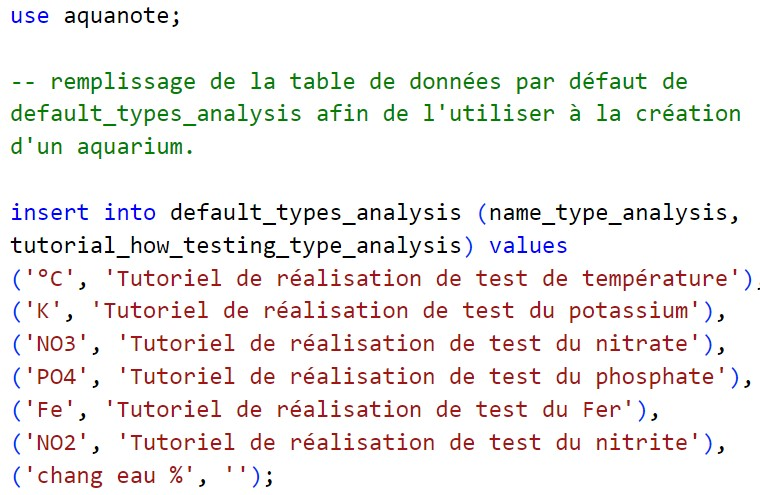 use aquanote;
-- remplissage de la table de données par défaut de
default_types_analysis afin de l'utiliser à la création
d'un aquarium.
insert into default_types_analysis (name_type_analysis,
tutorial_how_testing_type_analysis) values
('°C', 'Tutoriel de réalisation de test de température'),
('K', 'Tutoriel de réalisation de test du potassium'),
('NO3', 'Tutoriel de réalisation de test du nitrate'),
('PO4', 'Tutoriel de réalisation de test du phosphate'),
('Fe', 'Tutoriel de réalisation de test du Fer'),
('NO2', 'Tutoriel de réalisation de test du nitrite'),
('chang eau %', '');